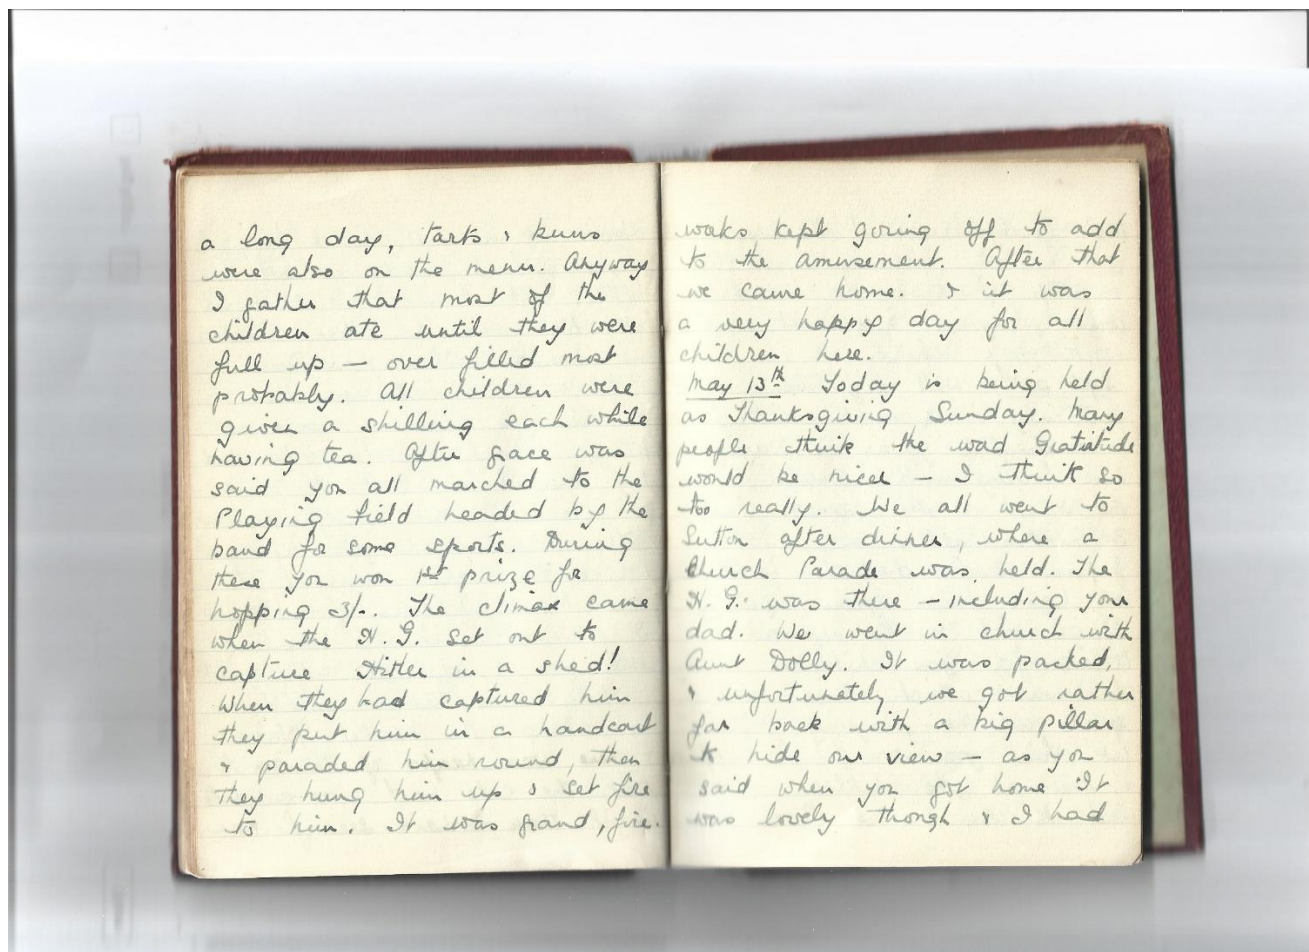 a long day, tarts & buns
were also on the menu. Anyway
I gather that most of the
children ate until they were
full up — over filled most
probably. All children were
given a shilling each while
having tea. After grace was
said you all marched to the
Playing field headed by the
band for some sports. During
these you won 1st prize for
hopping 3/-. The climax came
when the H. G. set out to
capture Hitler in a shed!
When they had captured him
they put him in a handcart
& paraded him round, then
they hung him up & set fire
to him. It was grand, fire-
works kept going off to add
to the amusement. After that
we came home. & it was
a very happy day for all
children here.
May 13th Today is being held
as Thanksgiving Sunday. Many
people think the word Gratitude
would be nicer — I think so
too really. We all went to
Sutton after dinner, where a
Church Parade was held. The
H. G. was there — including your
dad. We went in church with
Aunt Dolly. It was packed,
& unfortunately we got rather
far back with a big pillar
to hide our view — as you
said when you got home It
was lovely though & I had